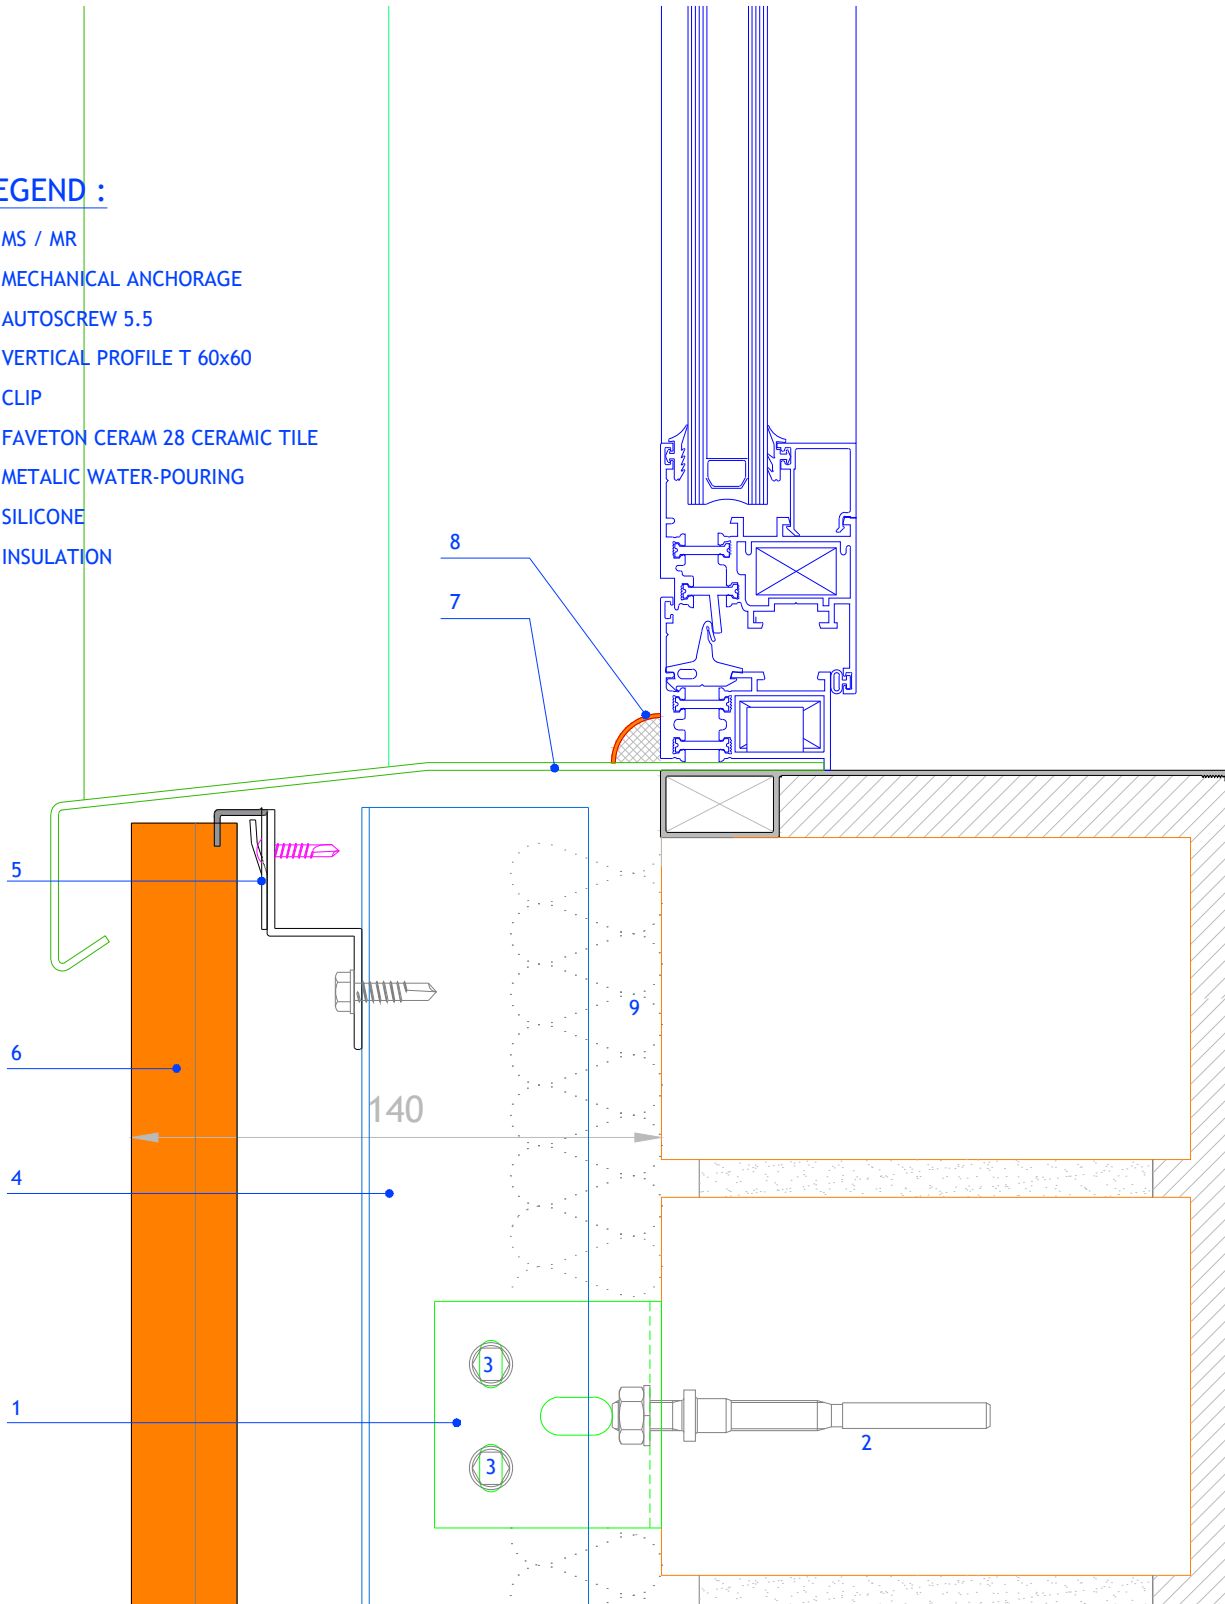 EGEND :
MS / MR
MECHANICAL ANCHORAGE
AUTOSCREW 5.5
VERTICAL PROFILE T 60x60
CLIP
FAVETON CERAM 28 CERAMIC TILE
METALIC WATER-POURING
SILICONE
INSULATION
8
7
5
9
6
140
4
3
1
2
3